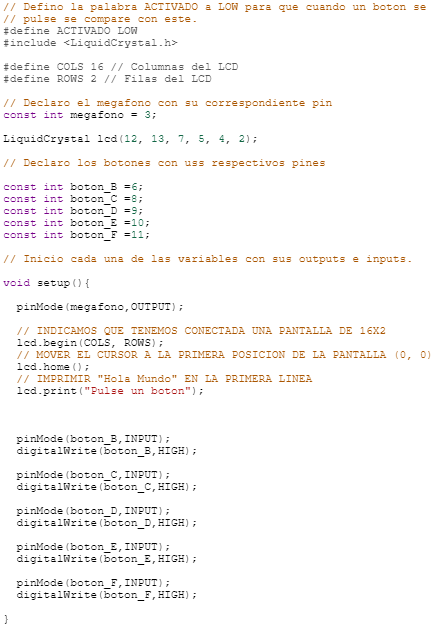 // Defino la palabra ACTIVADO a LOW para que cuando un boton se
// pulse se compare con este.
#define ACTIVADO LOW
#include <LiquidCrystal.h>
#define COLS 16 // Columnas del LCD
#define ROWS 2 // Filas del LCD
// Declaro el megafono con su correspondiente pin
const int megafono = 3;
LiquidCrystal lcd(12, 13, 7, 5, 4, 2);
// Declaro los botones con uss respectivos pines
const int boton_B =6;
const int boton_C =8;
const int boton_D =9;
const int boton_E =10;
const int boton_F =11;
// Inicio cada una de las variables con sus outputs e inputs.
void setup(){
pinMode(megafono,OUTPUT);
// INDICAMOS QUE TENEMOS CONECTADA UNA PANTALLA DE 16X2
lcd.begin(COLS, ROWS);
// MOVER EL CURSOR A LA PRIMERA POSICION DE LA PANTALLA (0, 0)
lcd.home();
// IMPRIMIR "Hola Mundo" EN LA PRIMERA LINEA
lcd.print("Pulse un boton");
pinMode(boton_B,INPUT);
digitalWrite(boton_B,HIGH);
pinMode(boton_C,INPUT);
digitalWrite(boton_C,HIGH);
pinMode(boton_D,INPUT);
digitalWrite(boton_D,HIGH);
pinMode(boton_E,INPUT);
digitalWrite(boton_E,HIGH);
pinMode(boton_F,INPUT);
digitalWrite(boton_F,HIGH);
}